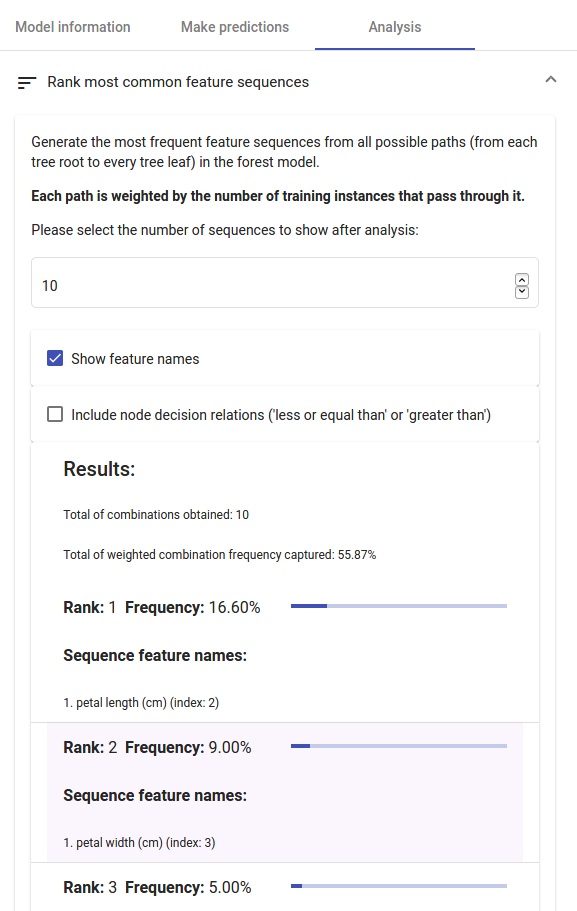 Model information Make predictions Analysis
Rank most common feature sequences
Generate the most frequent feature sequences from all possible paths (from each
tree root to every tree leaf) in the forest model.
Each path is weighted by the number of training instances that pass through it.
Please select the number of sequences to show after analysis:
10
Show feature names
Include node decision relations ('less or equal than' or 'greater than')
Results:
Total of combinations obtained: 10
Total of weighted combination frequency captured: 55.87%
Rank: 1 Frequency: 16.60%
Sequence feature names:
1. petal length (cm) (index: 2)
Rank: 2 Frequency: 9.00%
Sequence feature names:
1. petal width (cm) (index: 3)
Rank: 3 Frequency: 5.00%